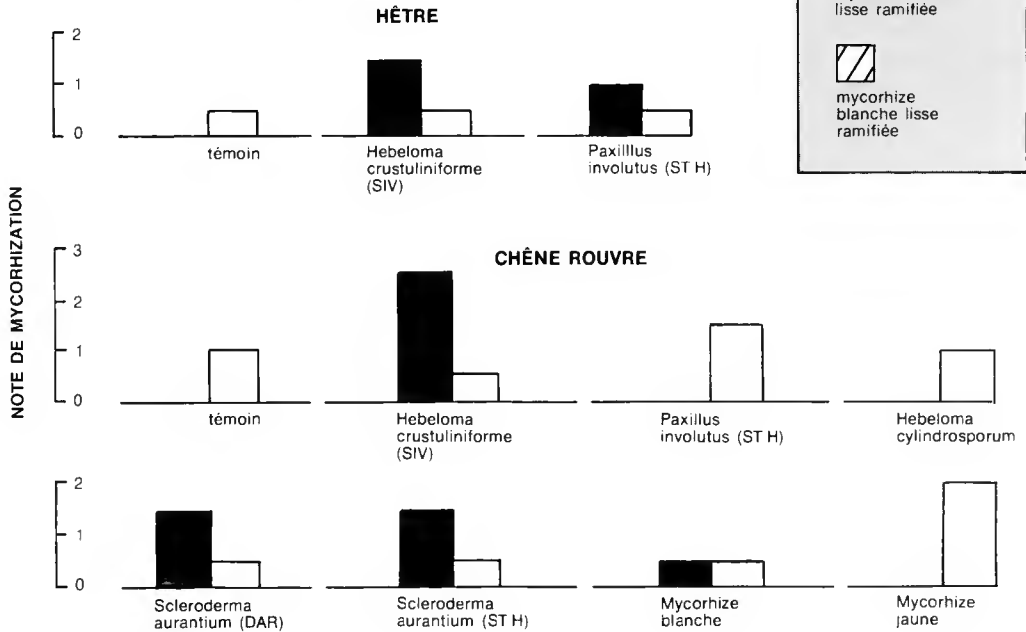 HÊTRE
lisse ramifiée
mycorhize
blanche lisse
ramifiée
2
1
0
témoin
Hebeloma
crustuliniforme
(SIV)
Paxilllus
involutus (ST H)
NOTE DE MYCORHIZATION
CHÊNE ROUVRE
3
2
1
0
témoin
Hebeloma
crustuliniforme
(SIV)
Paxillus
involutus (ST H)
Hebeloma
cylindrosporum
2
1
0
Scleroderma
aurantium (DAR)
Scleroderma
aurantium (ST H)
Mycorhize
blanche
Mycorhize
jaune